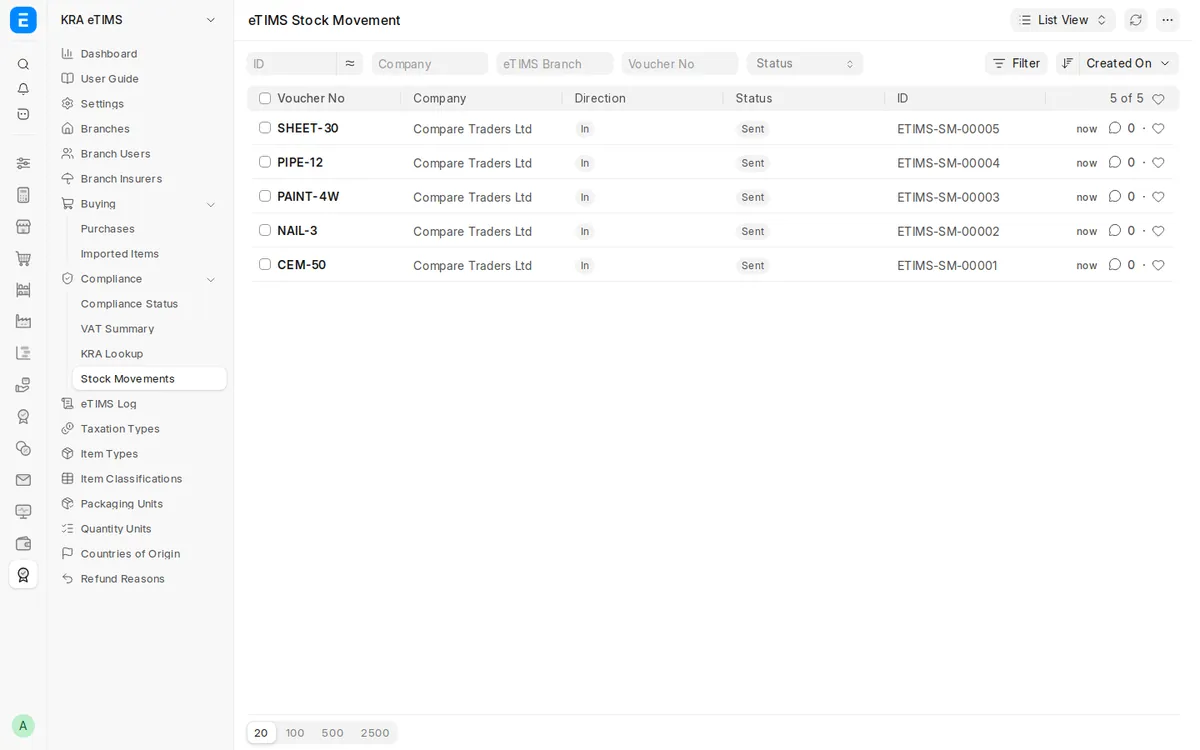 KRA eTIMS
Dashboard
User Guide
Settings
Branches
Branch Users
Branch Insurers
Buying
Purchases
Imported Items
Compliance
Compliance Status
VAT Summary
KRA Lookup
Stock Movements
eTIMS Log
Taxation Types
Item Types
Item Classifications
Packaging Units
Quantity Units
Countries of Origin
Refund Reasons
A
eTIMS Stock Movement
List View
ID ≈ Company eTIMS Branch Voucher No Status Filter Created On
Voucher No Company Direction Status ID 5 of 5
SHEET-30 Compare Traders Ltd In Sent ETIMS-SM-00005 now 0 ·
PIPE-12 Compare Traders Ltd In Sent ETIMS-SM-00004 now 0 ·
PAINT-4W Compare Traders Ltd In Sent ETIMS-SM-00003 now 0 ·
NAIL-3 Compare Traders Ltd In Sent ETIMS-SM-00002 now 0 ·
CEM-50 Compare Traders Ltd In Sent ETIMS-SM-00001 now 0 ·
20 100 500 2500